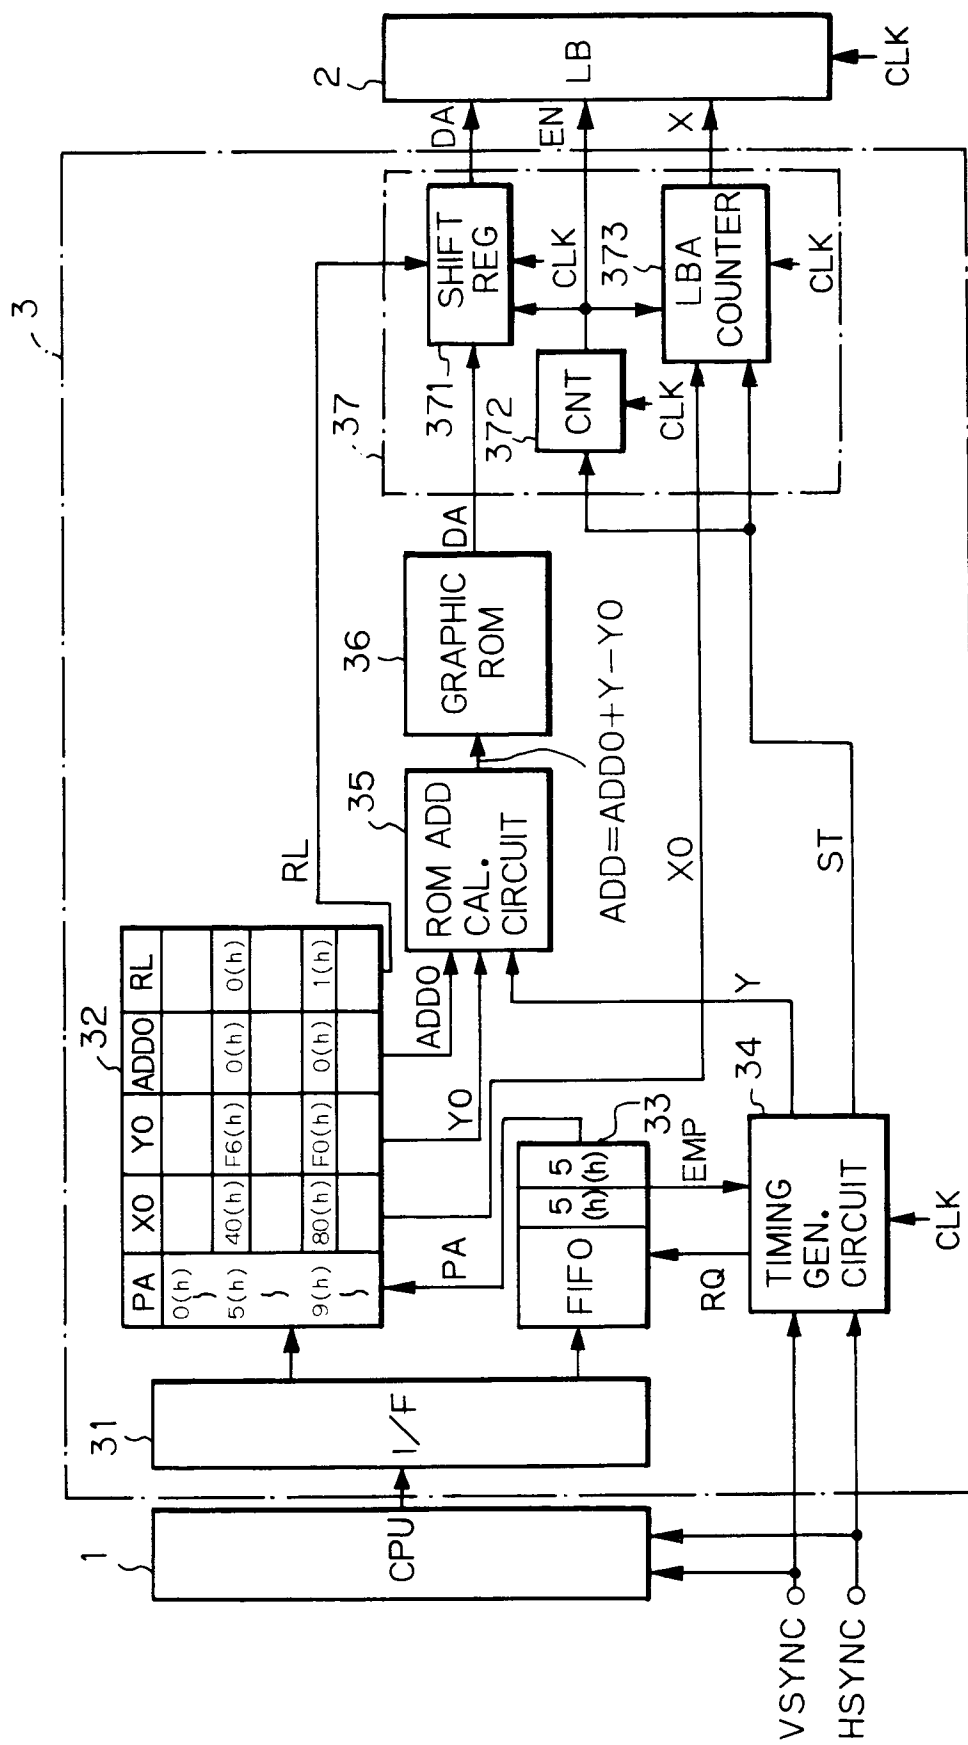 3
32
PA XO YO ADDO RL
0(h)
5(h) 40(h) F6(h) 0(h) 0(h)
9(h) 80(h) F0(h) 0(h) 1(h)
1
CPU
31
I/F
PA
FIFO
5
(h)
5
(h)
33
RQ
EMP
34
TIMING
GEN.
CIRCUIT
CLK
VSYNC
HSYNC
YO
ADDO
RL
35
ROM ADD
CAL.
CIRCUIT
Y
ST
XO
ADD=ADDO+Y-YO
36
GRAPHIC
ROM
DA
37
371
SHIFT
REG
CLK
372
CNT
CLK
373
LBA
COUNTER
CLK
DA
EN
X
2
LB
CLK